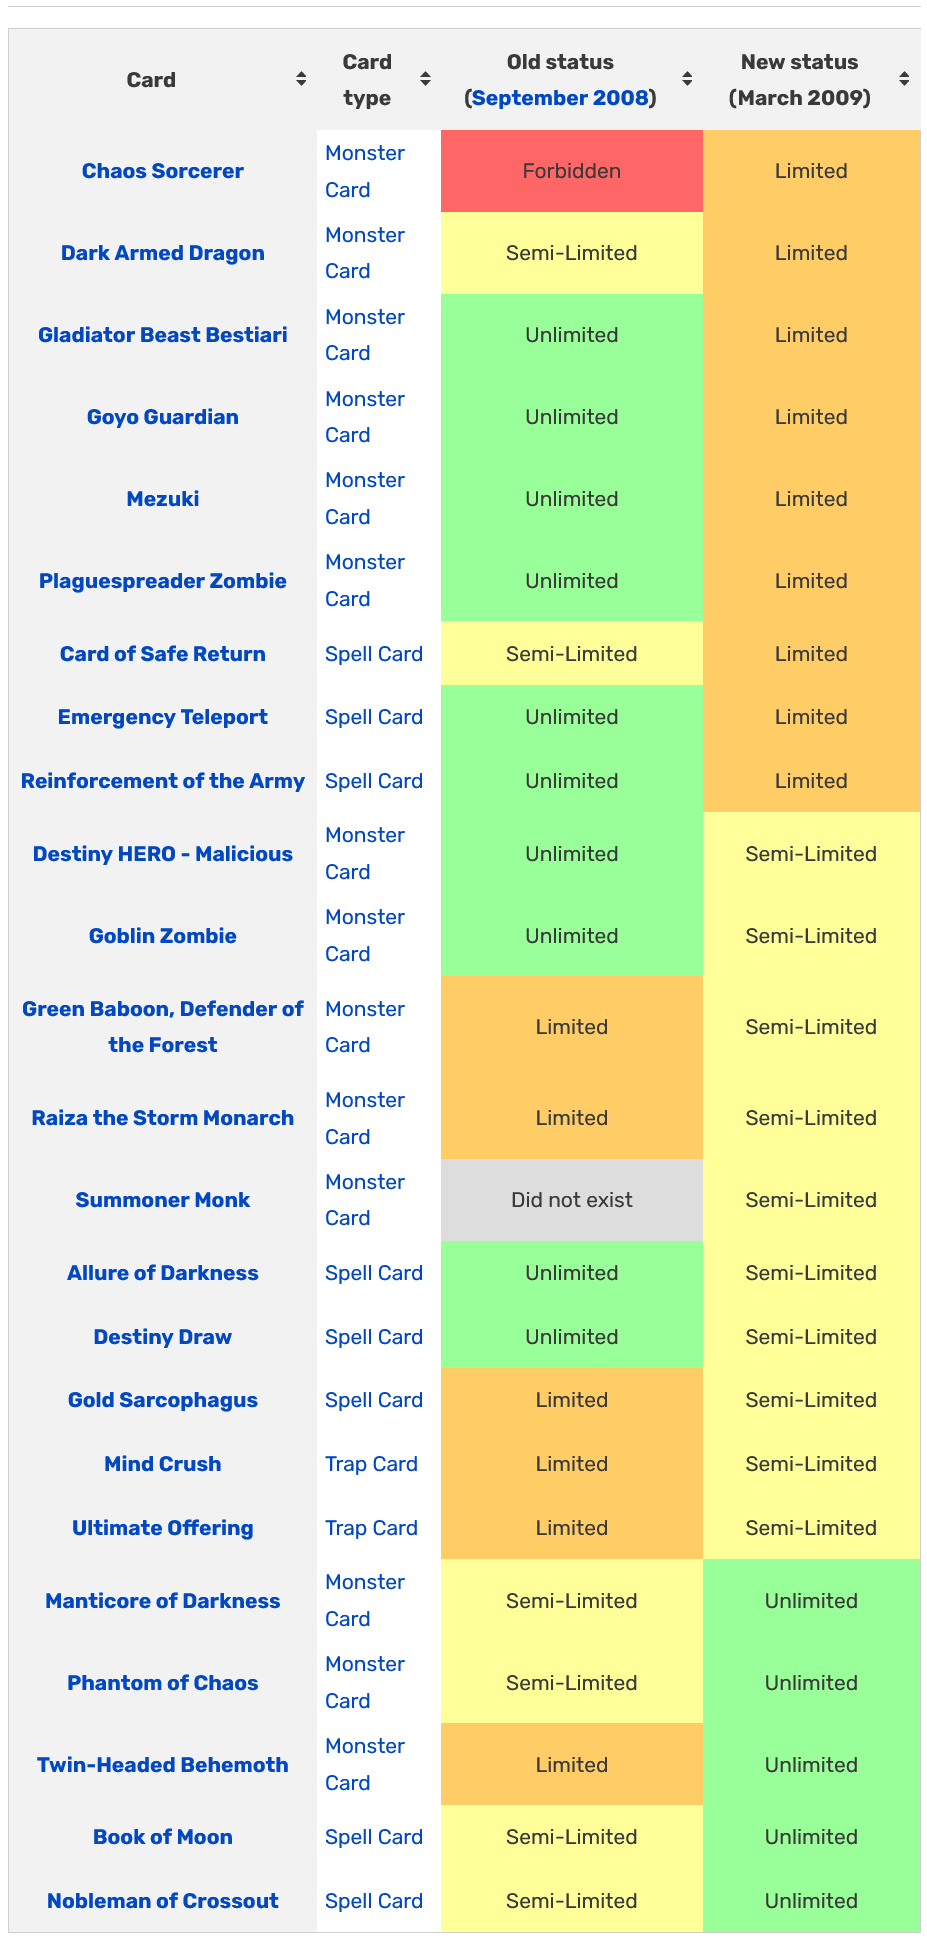 Card
Card type
Old status (September 2008)
New status (March 2009)
Chaos Sorcerer Monster Card Forbidden Limited
Dark Armed Dragon Monster Card Semi-Limited Limited
Gladiator Beast Bestiari Monster Card Unlimited Limited
Goyo Guardian Monster Card Unlimited Limited
Mezuki Monster Card Unlimited Limited
Plaguespreader Zombie Monster Card Unlimited Limited
Card of Safe Return Spell Card Semi-Limited Limited
Emergency Teleport Spell Card Unlimited Limited
Reinforcement of the Army Spell Card Unlimited Limited
Destiny HERO - Malicious Monster Card Unlimited Semi-Limited
Goblin Zombie Monster Card Unlimited Semi-Limited
Green Baboon, Defender of the Forest Monster Card Limited Semi-Limited
Raiza the Storm Monarch Monster Card Limited Semi-Limited
Summoner Monk Monster Card Did not exist Semi-Limited
Allure of Darkness Spell Card Unlimited Semi-Limited
Destiny Draw Spell Card Unlimited Semi-Limited
Gold Sarcophagus Spell Card Limited Semi-Limited
Mind Crush Trap Card Limited Semi-Limited
Ultimate Offering Trap Card Limited Semi-Limited
Manticore of Darkness Monster Card Semi-Limited Unlimited
Phantom of Chaos Monster Card Semi-Limited Unlimited
Twin-Headed Behemoth Monster Card Limited Unlimited
Book of Moon Spell Card Semi-Limited Unlimited
Nobleman of Crossout Spell Card Semi-Limited Unlimited